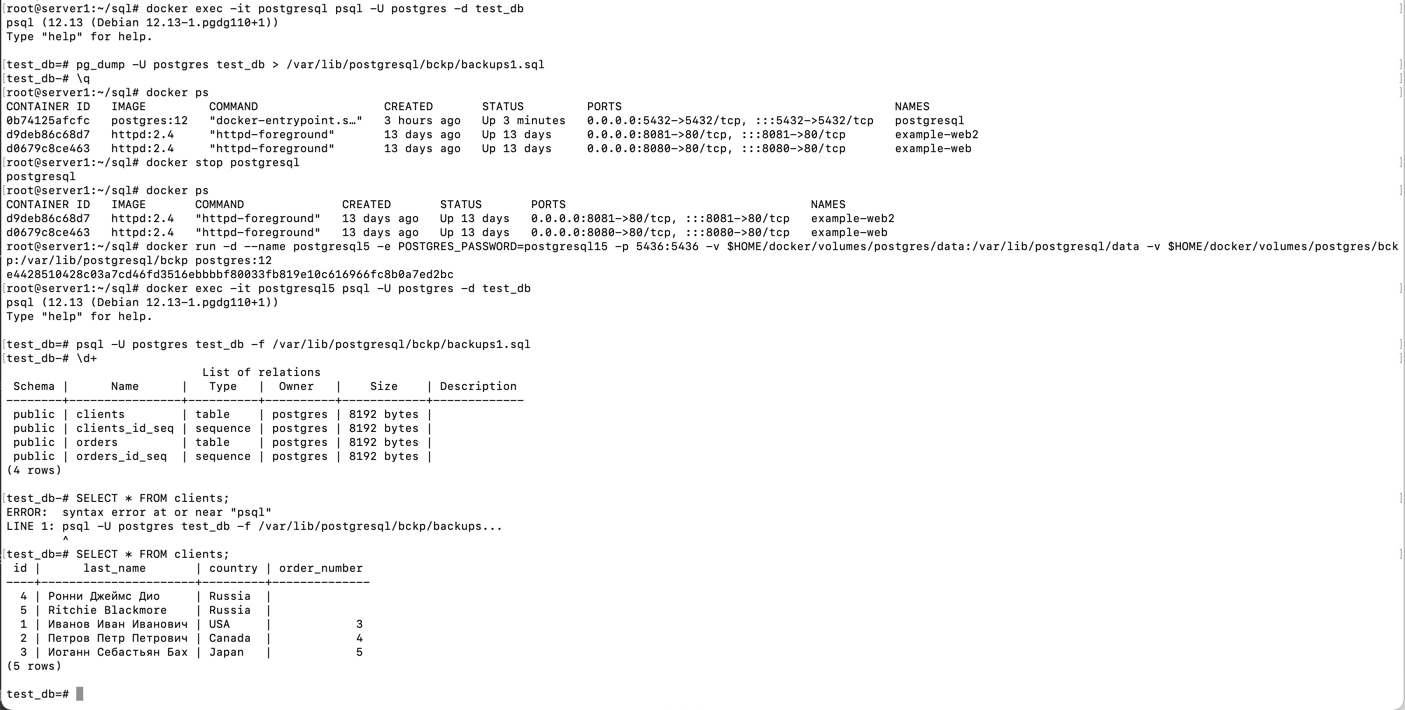 [root@server1:~/sql# docker exec -it postgresql psql -U postgres -d test_db ]
psql (12.13 (Debian 12.13-1.pgdg110+1))
Type "help" for help.
[test_db=# pg_dump -U postgres test_db > /var/lib/postgresql/bckp/backups1.sql ]
[test_db-# \q ]
[root@server1:~/sql# docker ps ]
CONTAINER ID IMAGE COMMAND CREATED STATUS PORTS NAMES
0b74125afcfc postgres:12 "docker-entrypoint.s…" 3 hours ago Up 3 minutes 0.0.0.0:5432->5432/tcp, :::5432->5432/tcp postgresql
d9deb86c68d7 httpd:2.4 "httpd-foreground" 13 days ago Up 13 days 0.0.0.0:8081->80/tcp, :::8081->80/tcp example-web2
d0679c8ce463 httpd:2.4 "httpd-foreground" 13 days ago Up 13 days 0.0.0.0:8080->80/tcp, :::8080->80/tcp example-web
[root@server1:~/sql# docker stop postgresql ]
postgresql
[root@server1:~/sql# docker ps ]
CONTAINER ID IMAGE COMMAND CREATED STATUS PORTS NAMES
d9deb86c68d7 httpd:2.4 "httpd-foreground" 13 days ago Up 13 days 0.0.0.0:8081->80/tcp, :::8081->80/tcp example-web2
d0679c8ce463 httpd:2.4 "httpd-foreground" 13 days ago Up 13 days 0.0.0.0:8080->80/tcp, :::8080->80/tcp example-web
root@server1:~/sql# docker run -d --name postgresql5 -e POSTGRES_PASSWORD=postgresql15 -p 5436:5436 -v $HOME/docker/volumes/postgres/data:/var/lib/postgresql/data -v $HOME/docker/volumes/postgres/bck
p:/var/lib/postgresql/bckp postgres:12
e4428510428c03a7cd46fd3516ebbbbf80033fb819e10c616966fc8b0a7ed2bc
[root@server1:~/sql# docker exec -it postgresql5 psql -U postgres -d test_db ]
psql (12.13 (Debian 12.13-1.pgdg110+1))
Type "help" for help.
[test_db=# psql -U postgres test_db -f /var/lib/postgresql/bckp/backups1.sql ]
[test_db-# \d+ ]
List of relations
Schema | Name | Type | Owner | Size | Description
--------+----------------+----------+----------+------------+-------------
public | clients | table | postgres | 8192 bytes |
public | clients_id_seq | sequence | postgres | 8192 bytes |
public | orders | table | postgres | 8192 bytes |
public | orders_id_seq | sequence | postgres | 8192 bytes |
(4 rows)
[test_db-# SELECT * FROM clients; ]
ERROR: syntax error at or near "psql"
LINE 1: psql -U postgres test_db -f /var/lib/postgresql/bckp/backups...
^
[test_db=# SELECT * FROM clients; ]
id | last_name | country | order_number
----+----------------------+---------+--------------
4 | Ронни Джеймс Дио | Russia |
5 | Ritchie Blackmore | Russia |
1 | Иванов Иван Иванович | USA | 3
2 | Петров Петр Петрович | Canada | 4
3 | Иоганн Себастьян Бах | Japan | 5
(5 rows)
test_db=#